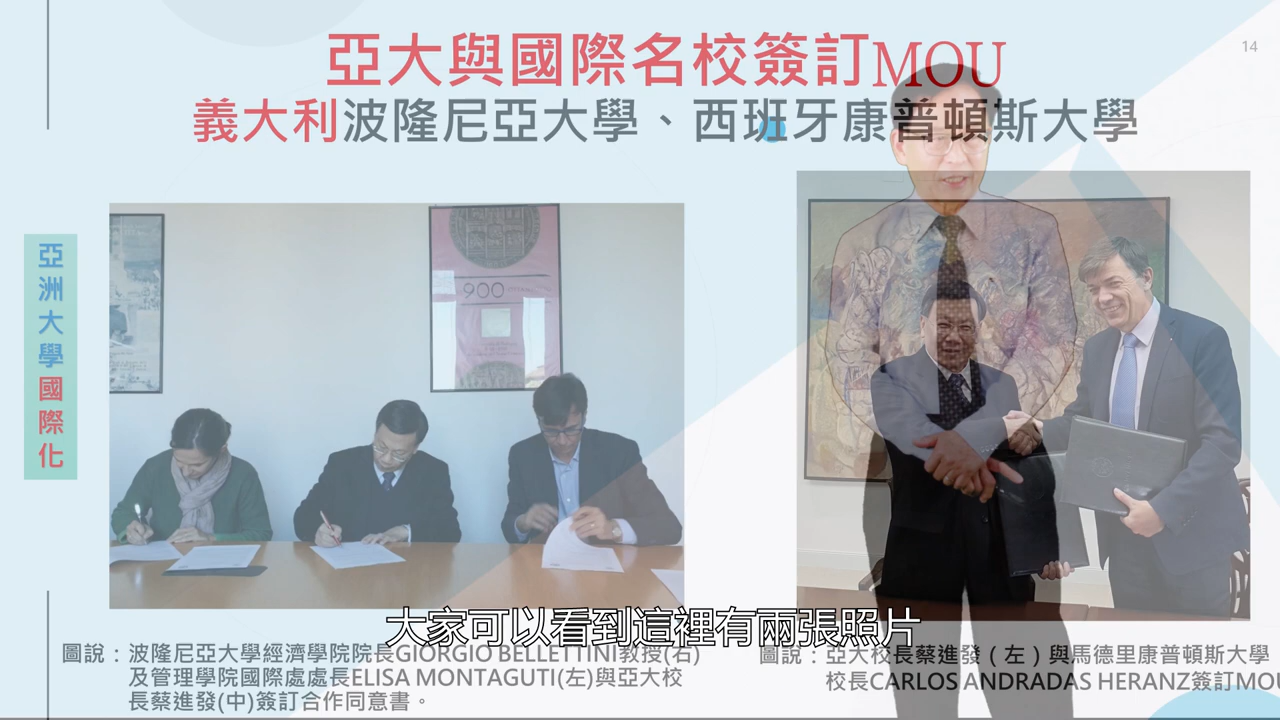 14
亞大與國際名校簽訂MOU
義大利波隆尼亞大學、西班牙康普頓斯大學
亞洲大學國際化
900
大家可以看到這裡有兩張照片
圖說：波隆尼亞大學經濟學院院長GIORGIO BELLETTINI教授(右)
及管理學院國際處處長ELISA MONTAGUTI(左)與亞大校
長蔡進發(中)簽訂合作同意書。
圖說：亞大校長蔡進發（左）與馬德里康普頓斯大學
校長CARLOS ANDRADAS HERANZ簽訂MOU